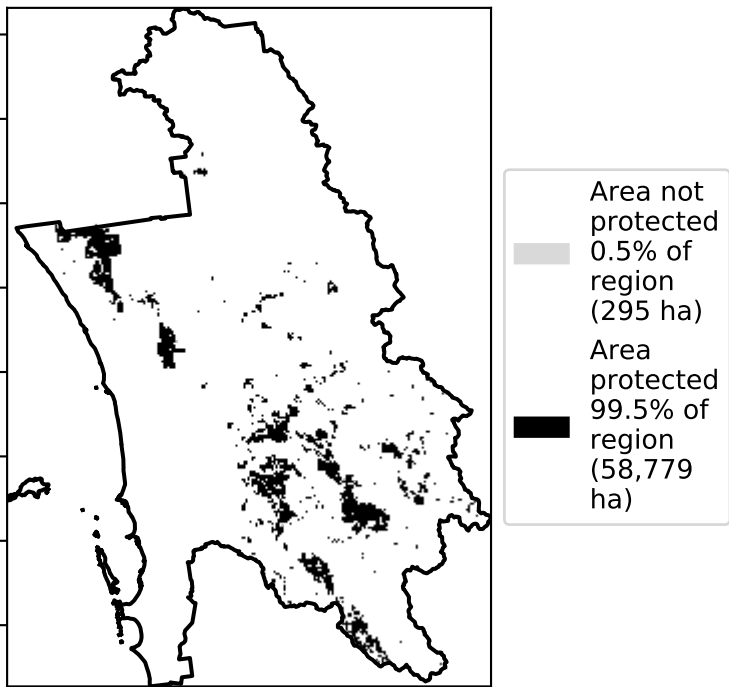 Area not
protected
0.5% of
region
(295 ha)
Area
protected
99.5% of
region
(58,779
ha)